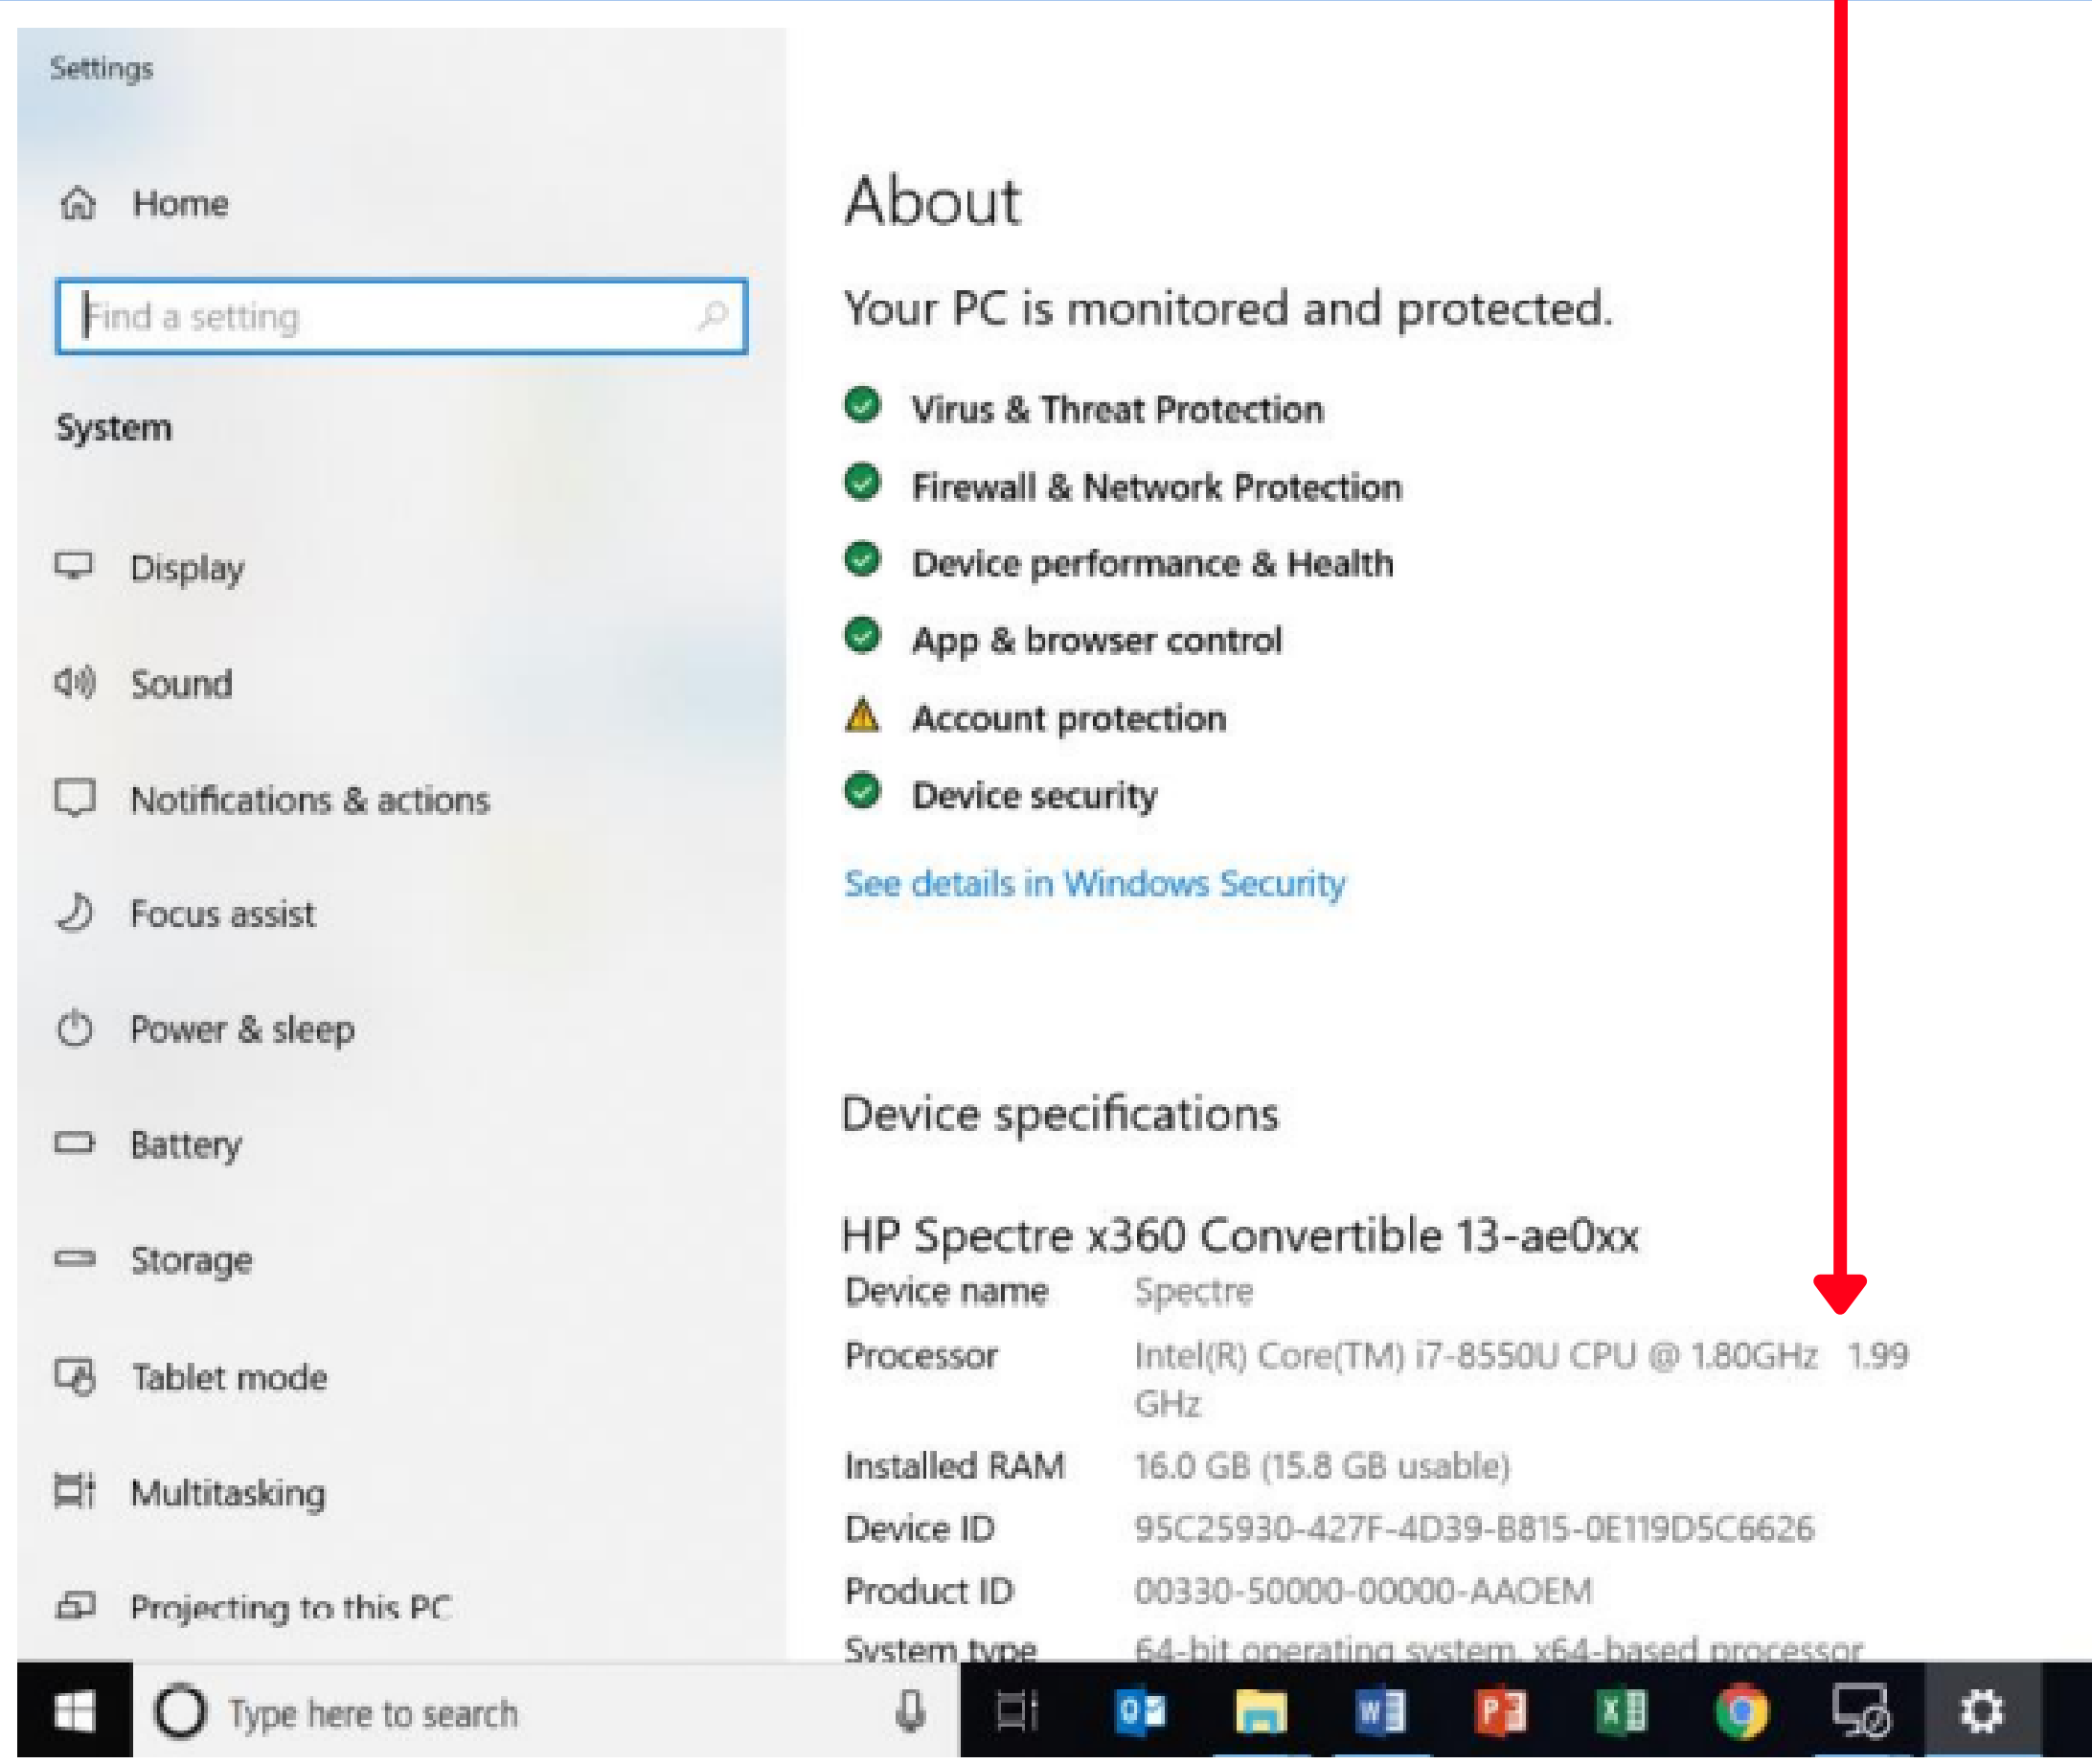 Settings
Home
Find a setting
System
Display
Sound
Notifications & actions
Focus assist
Power & sleep
Battery
Storage
Tablet mode
Multitasking
Projecting to this PC
About
Your PC is monitored and protected.
Virus & Threat Protection
Firewall & Network Protection
Device performance & Health
App & browser control
Account protection
Device security
See details in Windows Security
Device specifications
HP Spectre x360 Convertible 13-ae0xx
Device name Spectre
Processor Intel(R) Core(TM) i7-8550U CPU @ 1.80GHz 1.99
GHz
Installed RAM 16.0 GB (15.8 GB usable)
Device ID 95C25930-427F-4D39-B815-0E119D5C6626
Product ID 00330-50000-00000-AAOEM
System type 64-bit operating system, x64-based processor
Type here to search